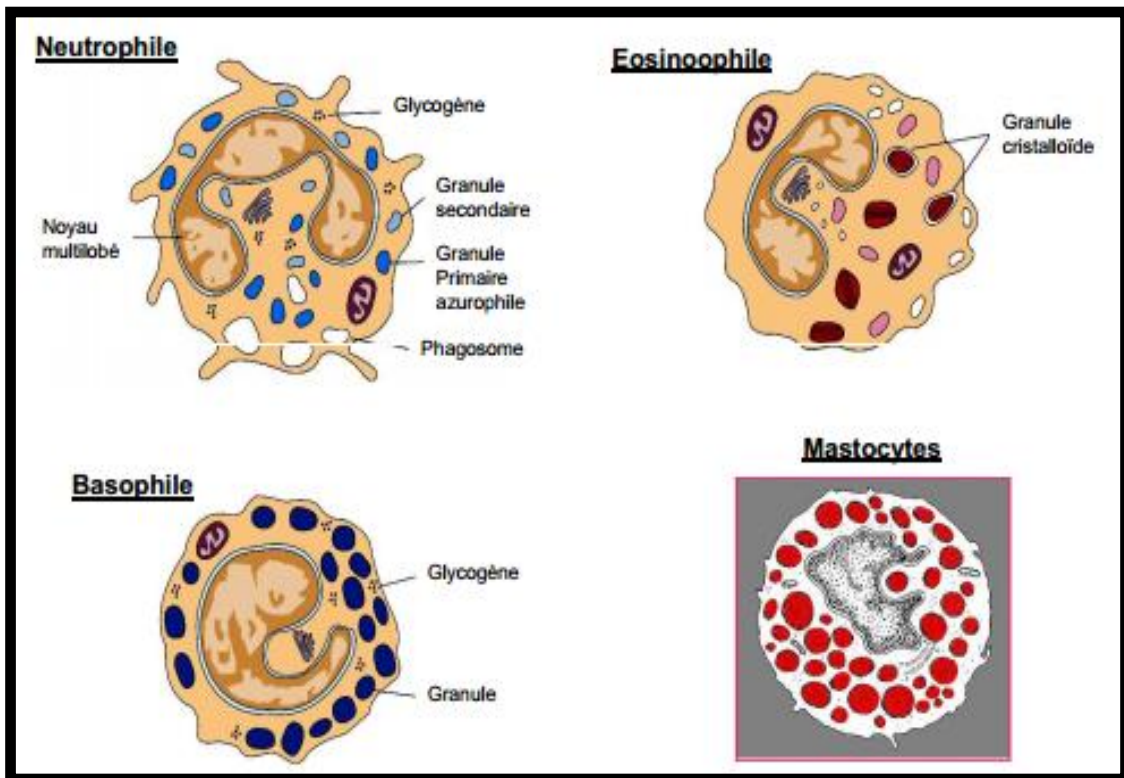 Neutrophile
Glycogène
Granule
secondaire
Noyau
multilobé
Granule
Primaire
azurophile
Phagosome
Eosinoophile
Granule
cristalloïde
Basophile
Glycogène
Granule
Mastocytes